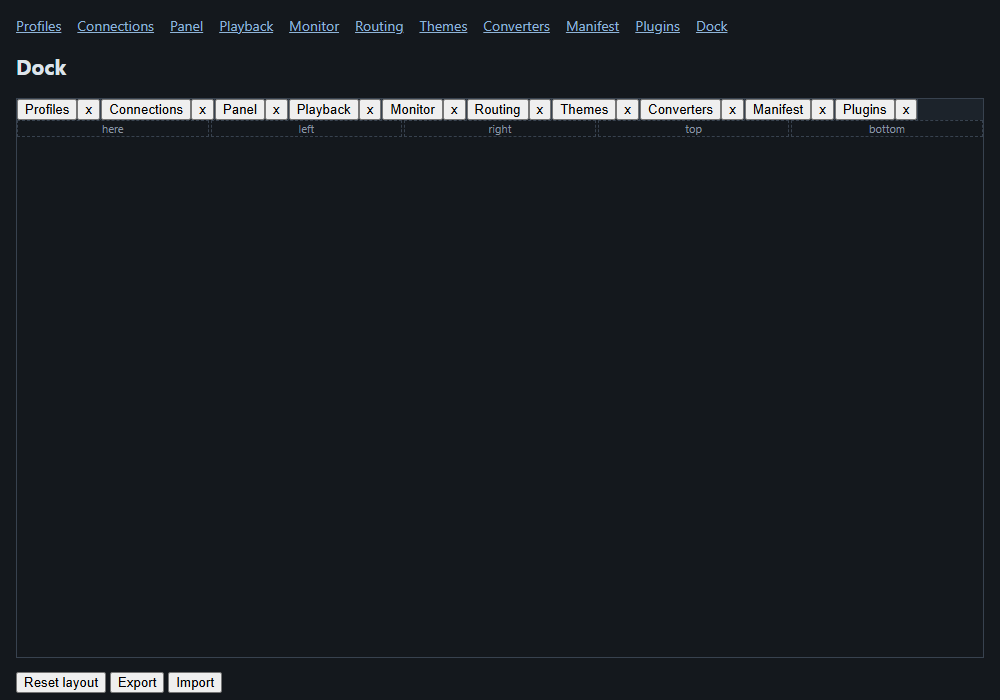 Profiles Connections Panel Playback Monitor Routing Themes Converters Manifest Plugins Dock
Dock
Profiles x Connections x Panel x Playback x Monitor x Routing x Themes x Converters x Manifest x Plugins x
here left right top bottom
Reset layout Export Import